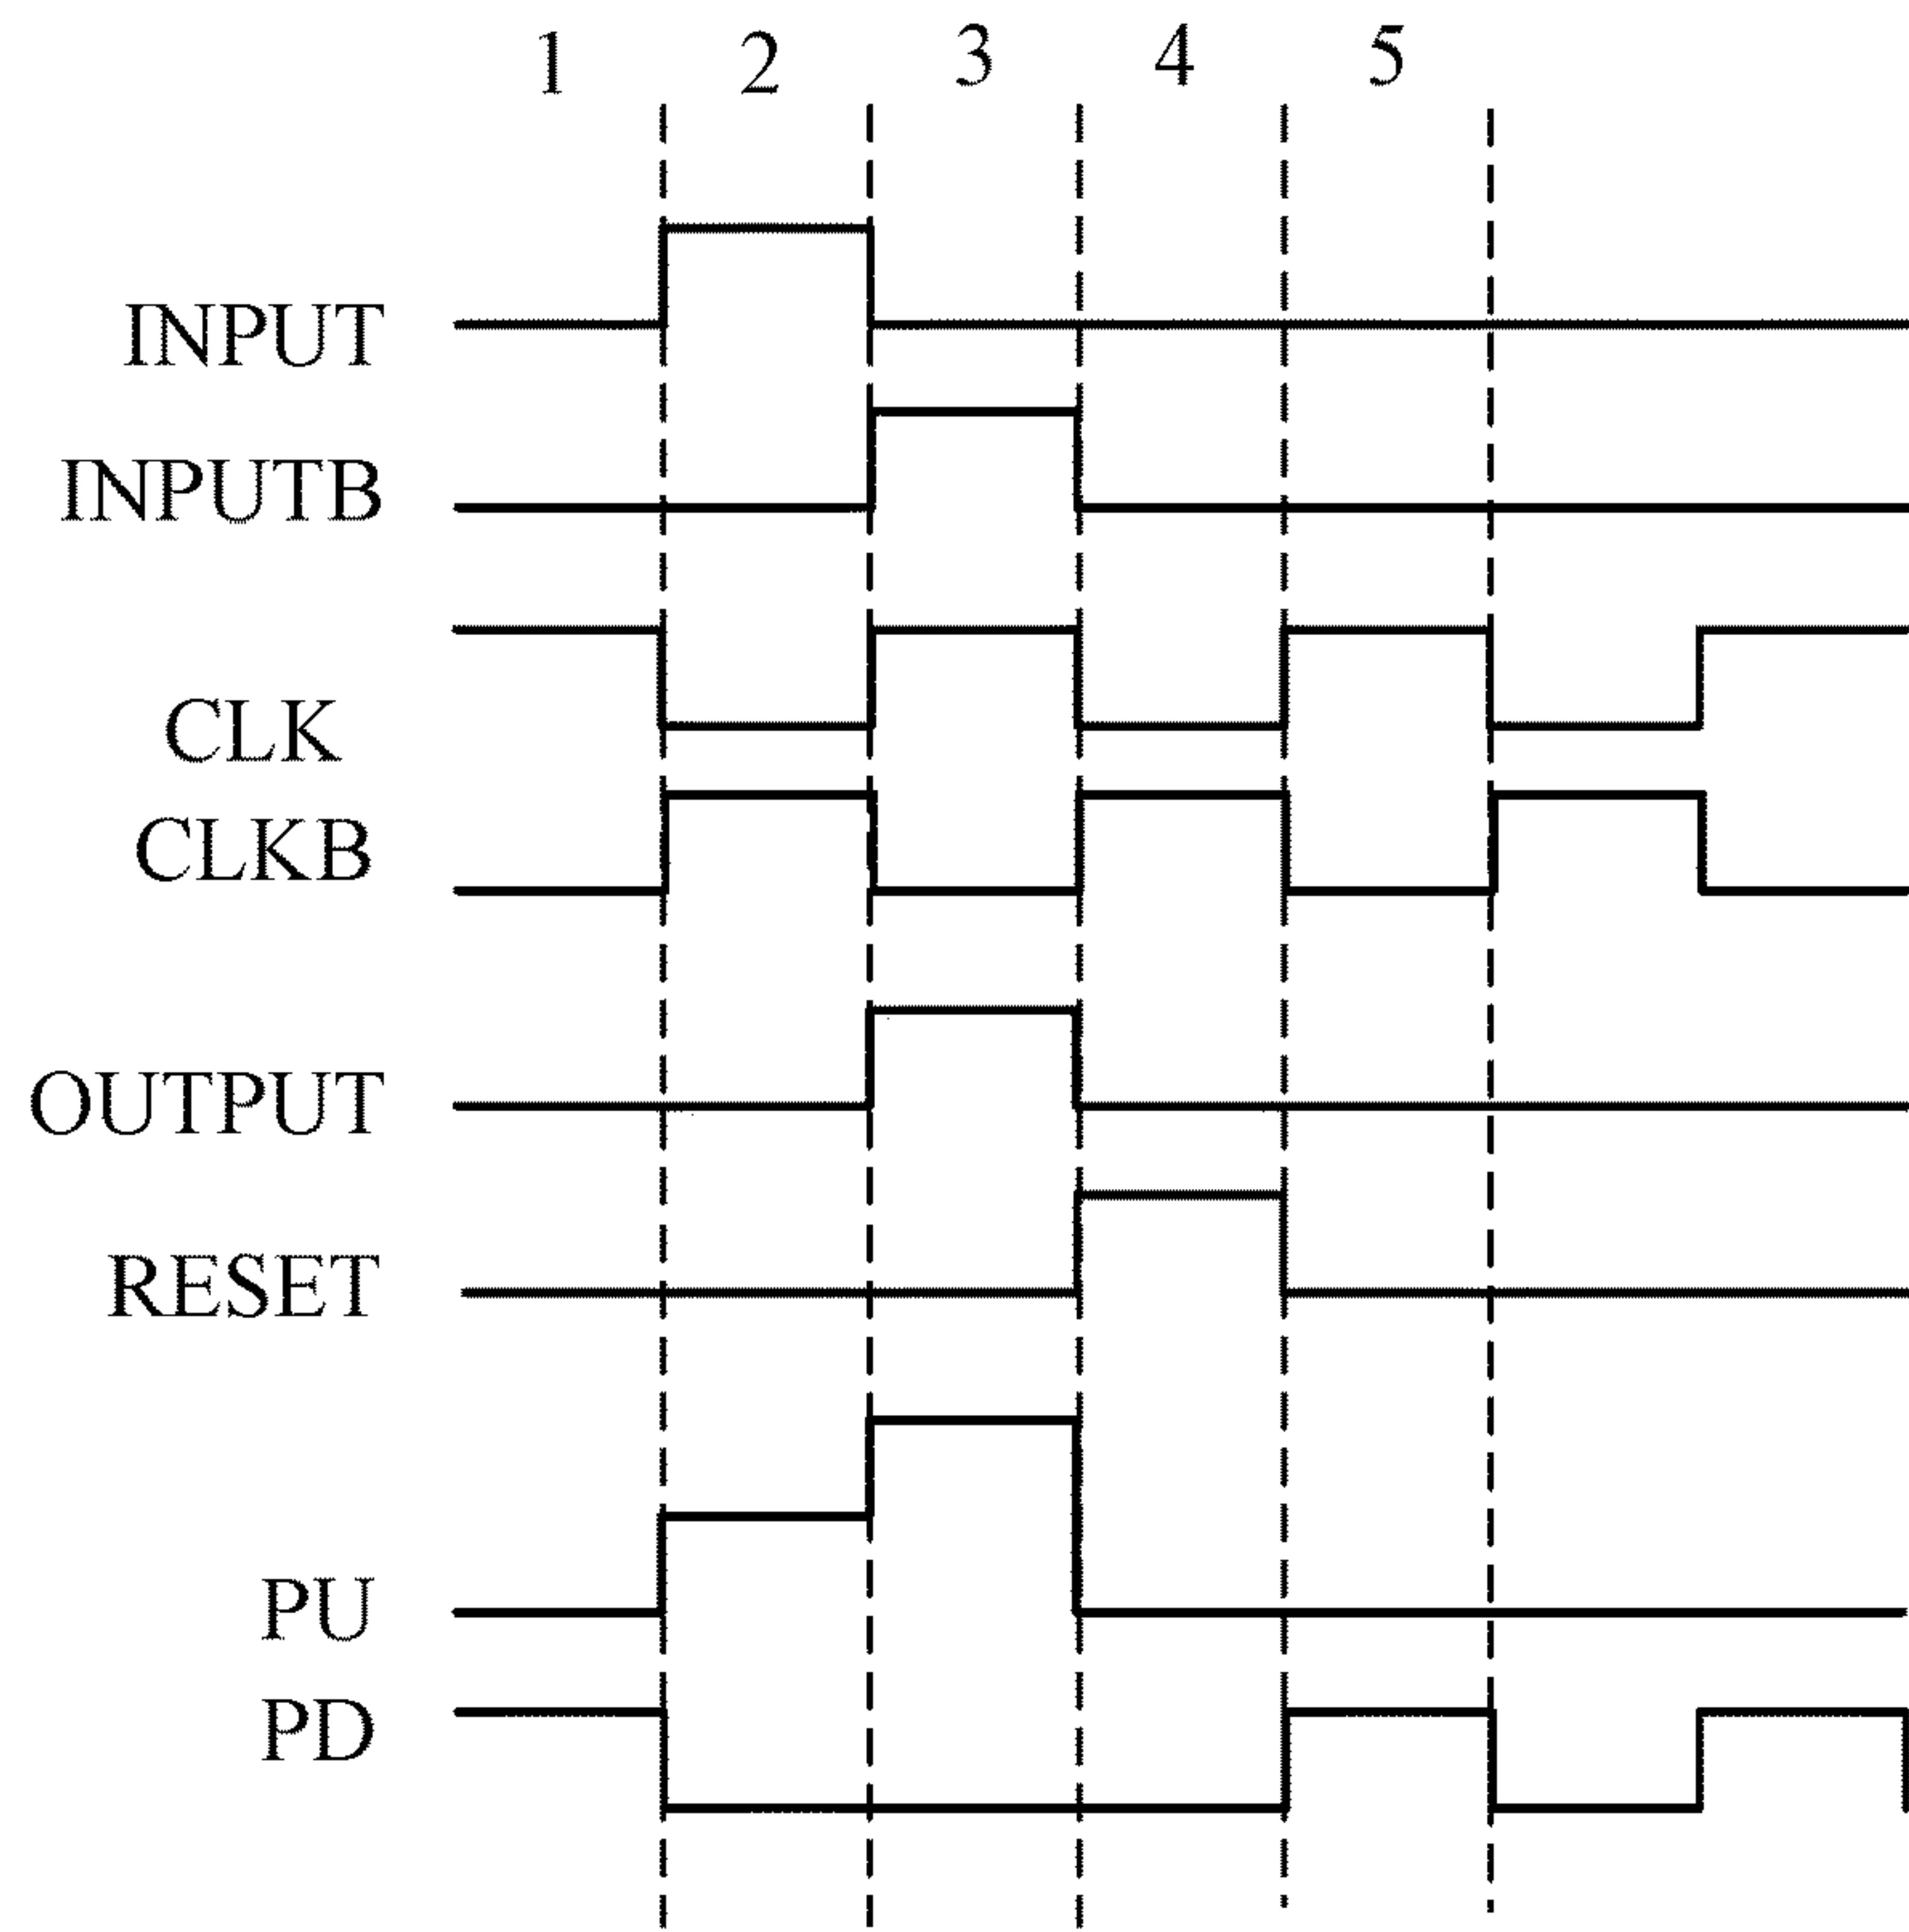 1 2 3 4 5
INPUT
INPUTB
CLK
CLKB
OUTPUT
RESET
PU
PD